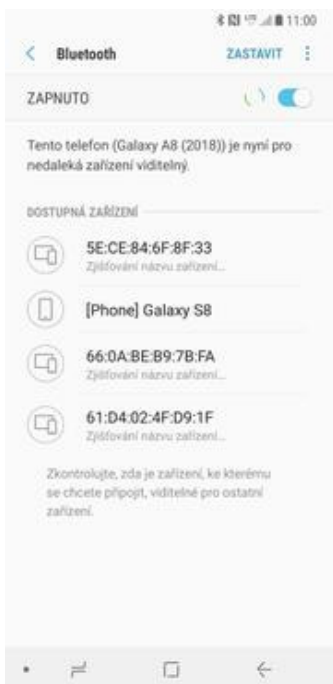 11:00
Bluetooth
ZASTAVIT
ZAPNUTO
Tento telefon (Galaxy A8 (2018)) je nyní pro
nedaleká zařízení viditelný.
DOSTUPNÁ ZAŘÍZENÍ
5E:CE:84:6F:8F:33
Zjišťování názvu zařízení...
[Phone] Galaxy S8
66:0A:BE:B9:7B:FA
Zjišťování názvu zařízení...
61:D4:02:4F:D9:1F
Zjišťování názvu zařízení...
Zkontrolujte, zda je zařízení, ke kterému
se chcete připojit, viditelné pro ostatní
zařízení.